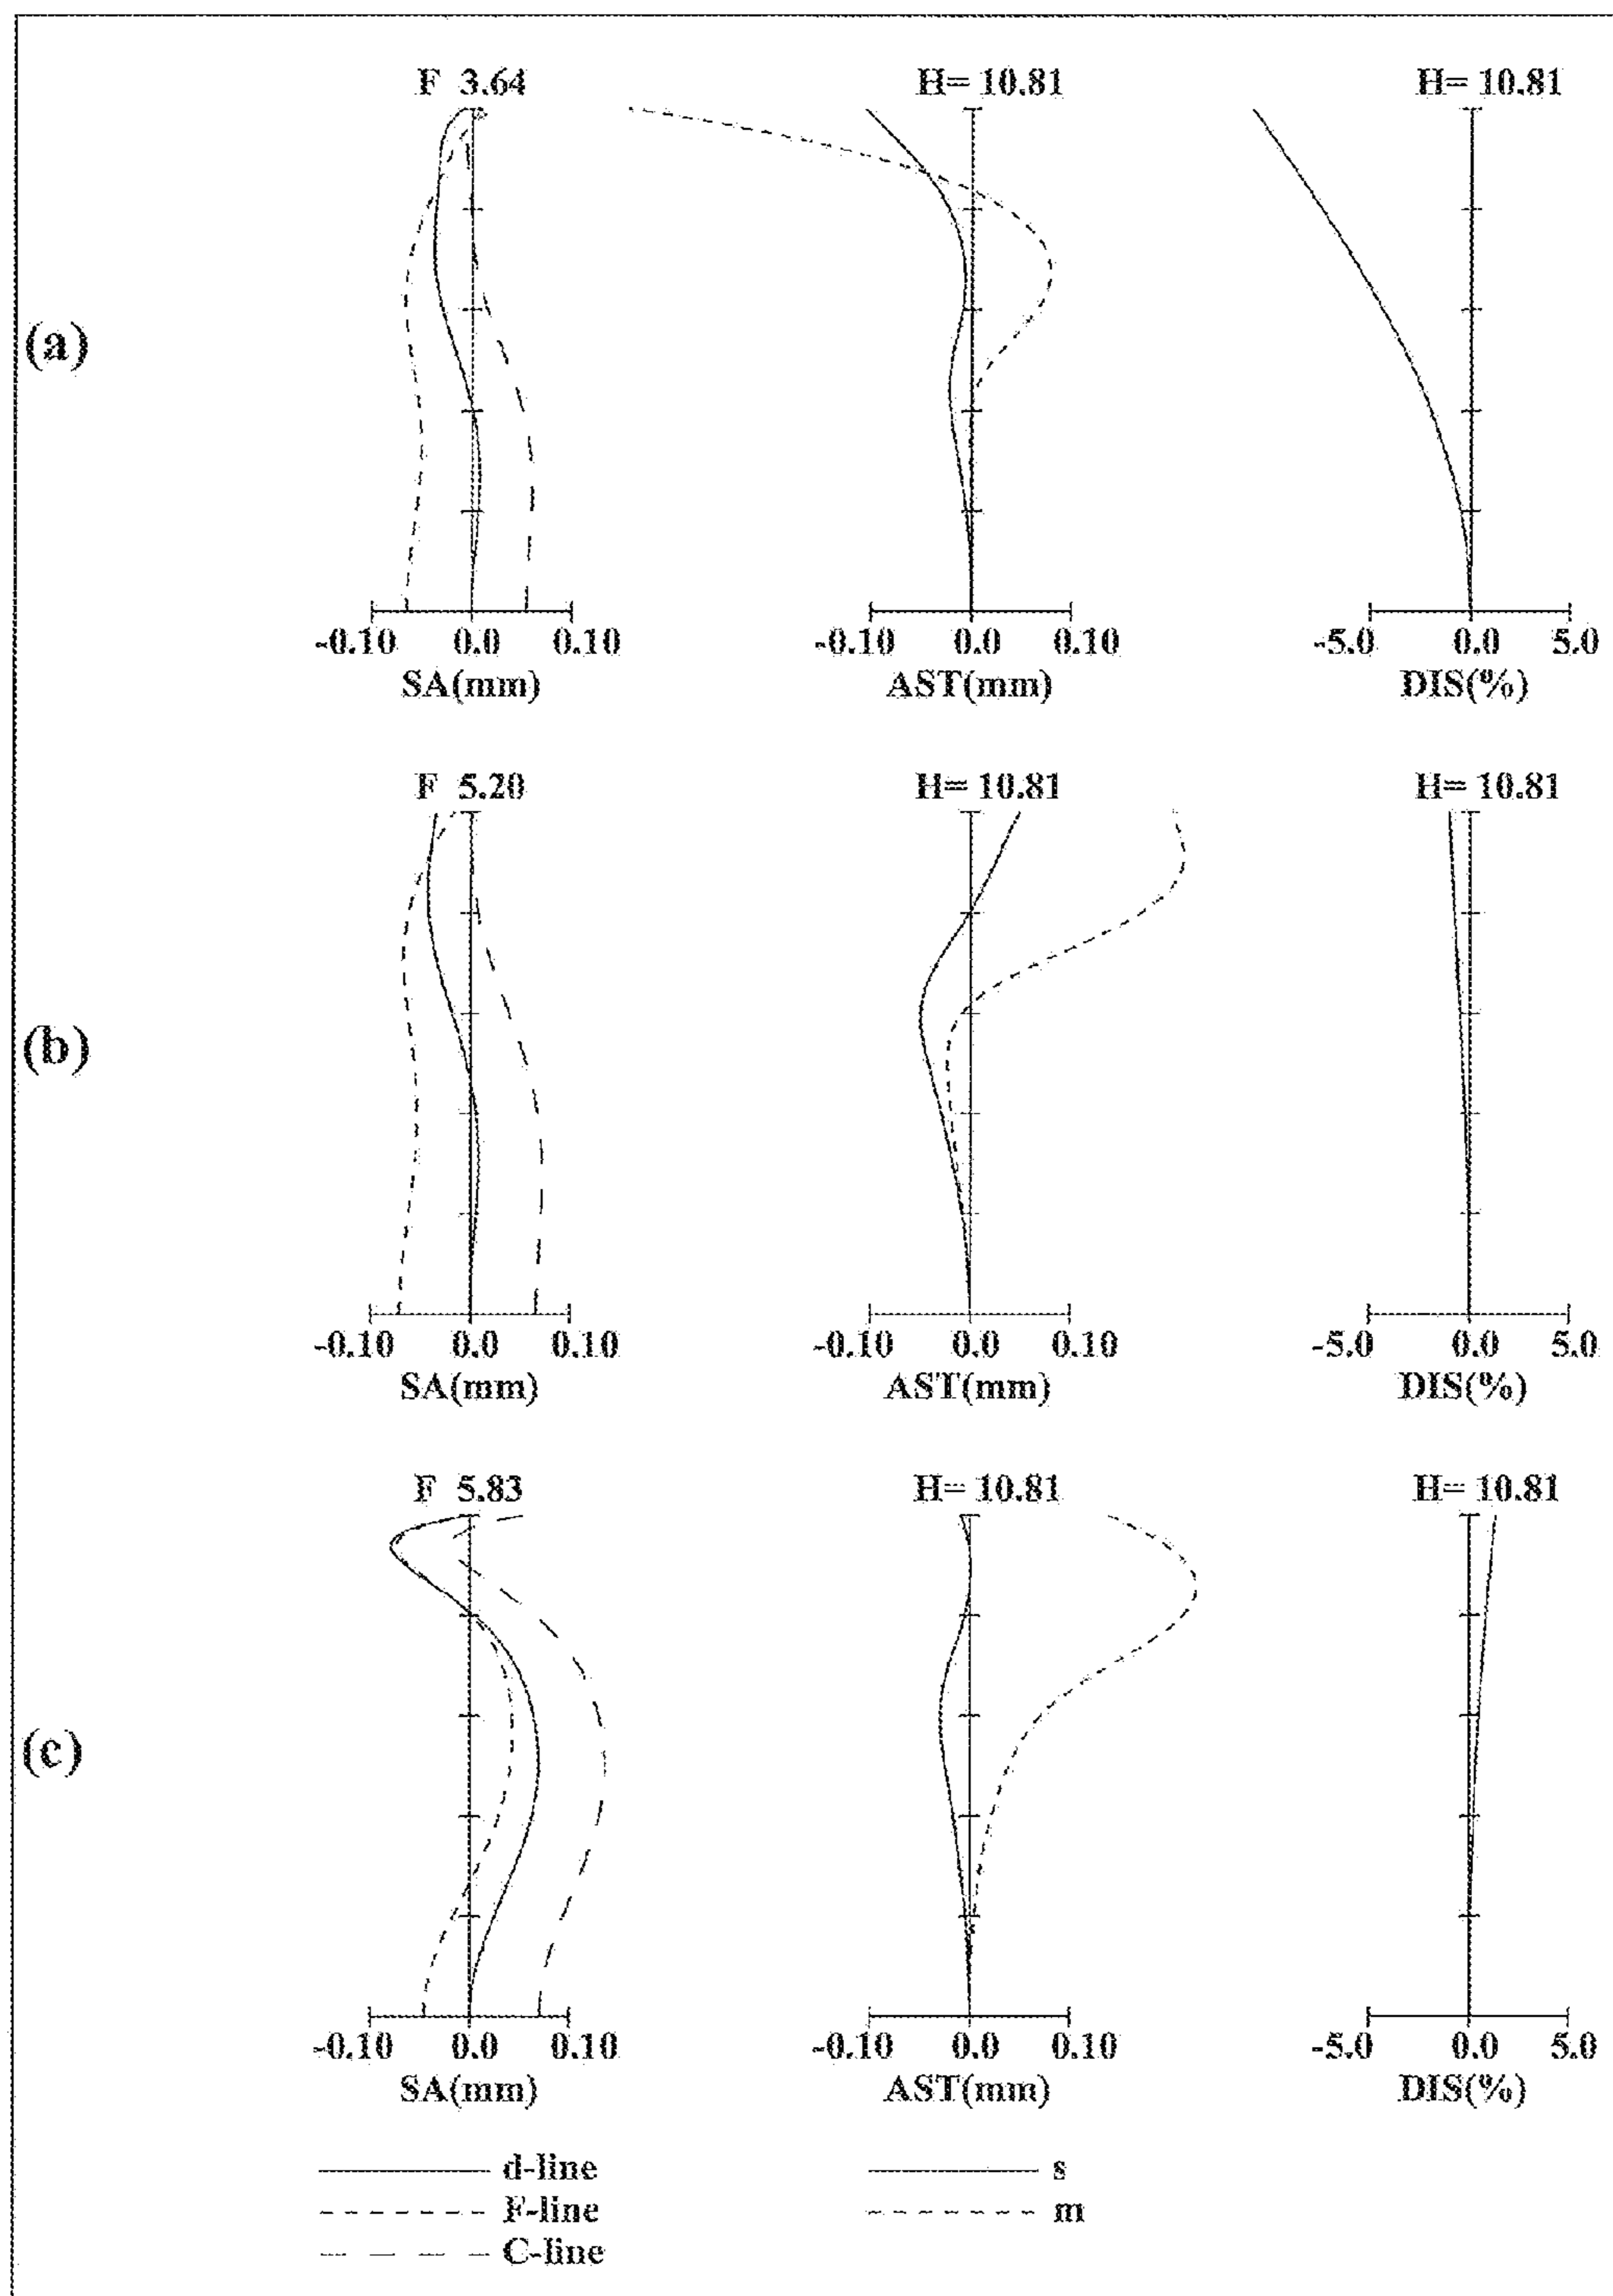 (a)
F 3.64
H= 10.81
H= 10.81
-0.10 0.0 0.10
-0.10 0.0 0.10
-5.0 0.0 5.0
SA(mm)
AST(mm)
DIS(%)
(b)
F 5.20
H= 10.81
H= 10.81
-0.10 0.0 0.10
-0.10 0.0 0.10
-5.0 0.0 5.0
SA(mm)
AST(mm)
DIS(%)
(c)
F 5.83
H= 10.81
H= 10.81
-0.10 0.0 0.10
-0.10 0.0 0.10
-5.0 0.0 5.0
SA(mm)
AST(mm)
DIS(%)
d-line
F-line
C-line
s
m